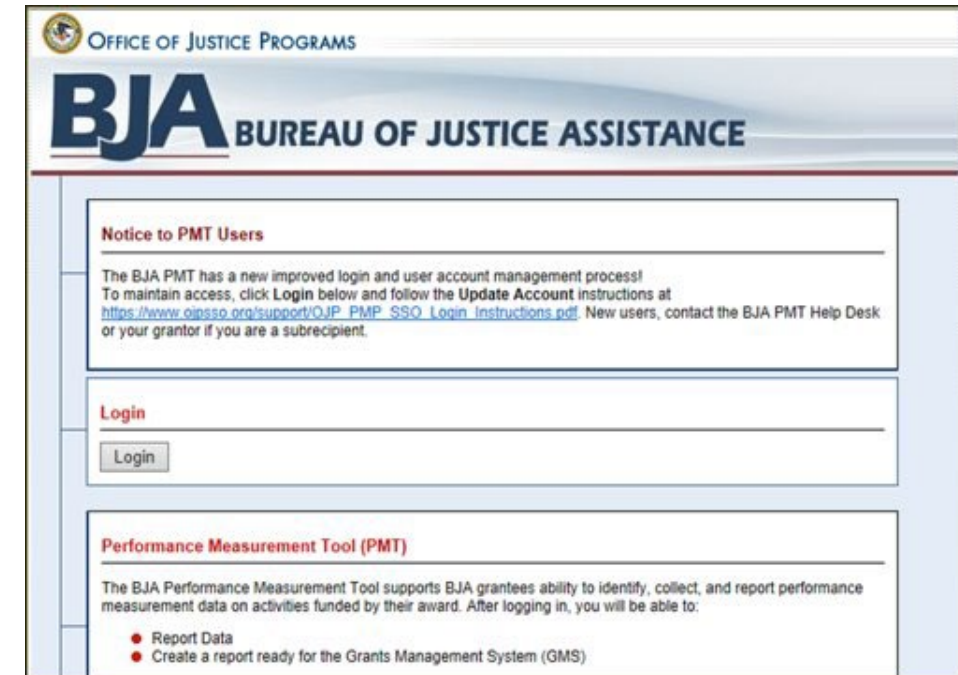 OFFICE OF JUSTICE PROGRAMS
BJA BUREAU OF JUSTICE ASSISTANCE
Notice to PMT Users
The BJA PMT has a new improved login and user account management process!
To maintain access, click Login below and follow the Update Account instructions at
https://www.ojpsso.org/support/OJP_PMP_SSO_Login_Instructions.pdf. New users, contact the BJA PMT Help Desk
or your grantor if you are a subrecipient.
Login
Login
Performance Measurement Tool (PMT)
The BJA Performance Measurement Tool supports BJA grantees ability to identify, collect, and report performance
measurement data on activities funded by their award. After logging in, you will be able to:
Report Data
Create a report ready for the Grants Management System (GMS)